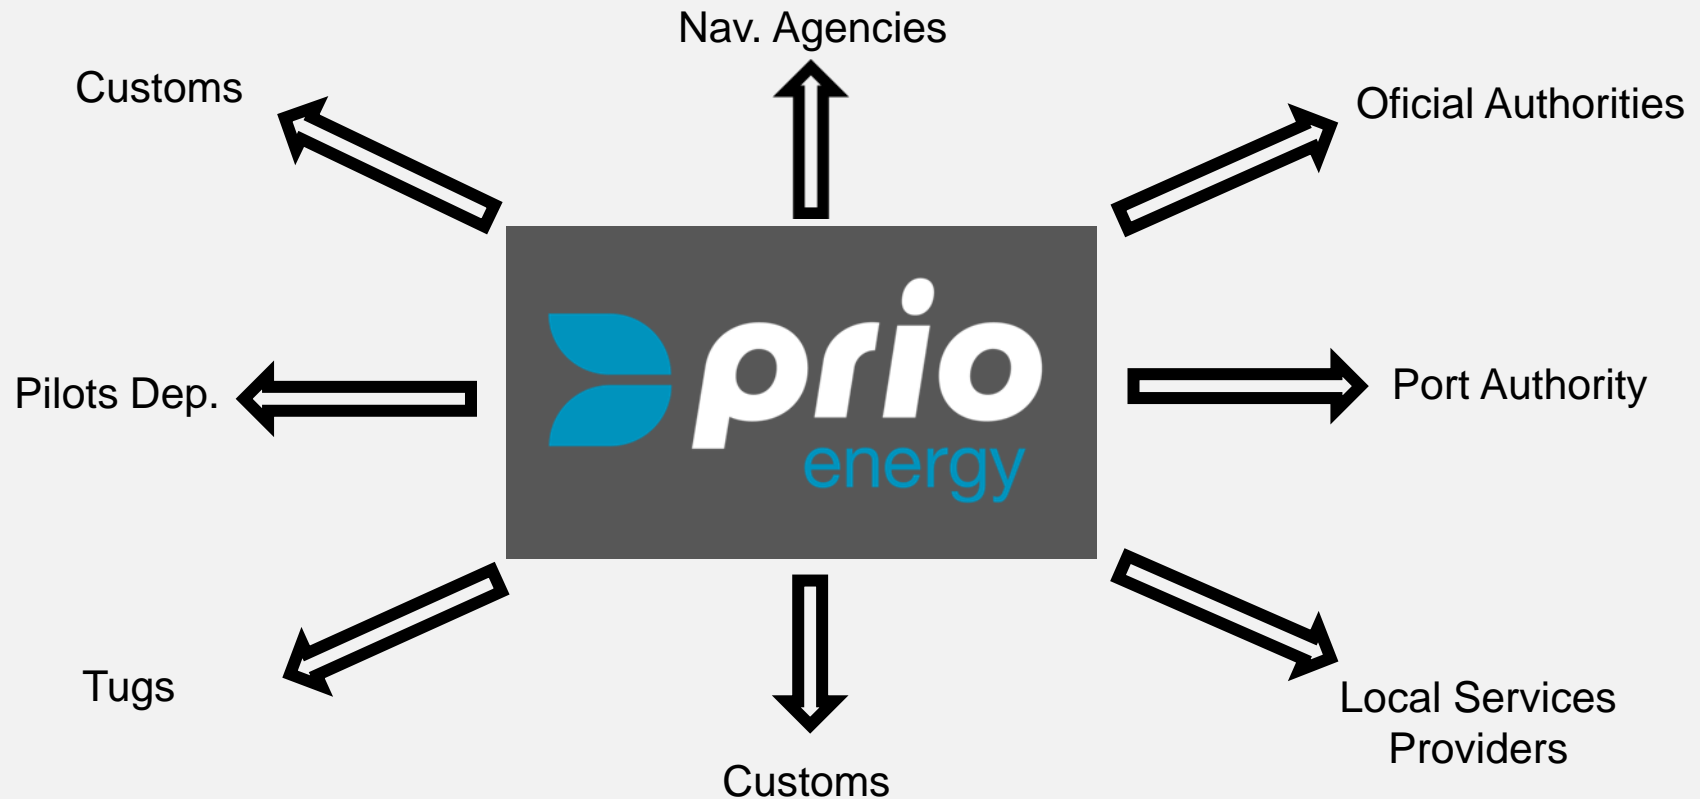 Nav. Agencies
Customs
Oficial Authorities
prio
energy
Pilots Dep.
Port Authority
Tugs
Local Services
Providers
Customs